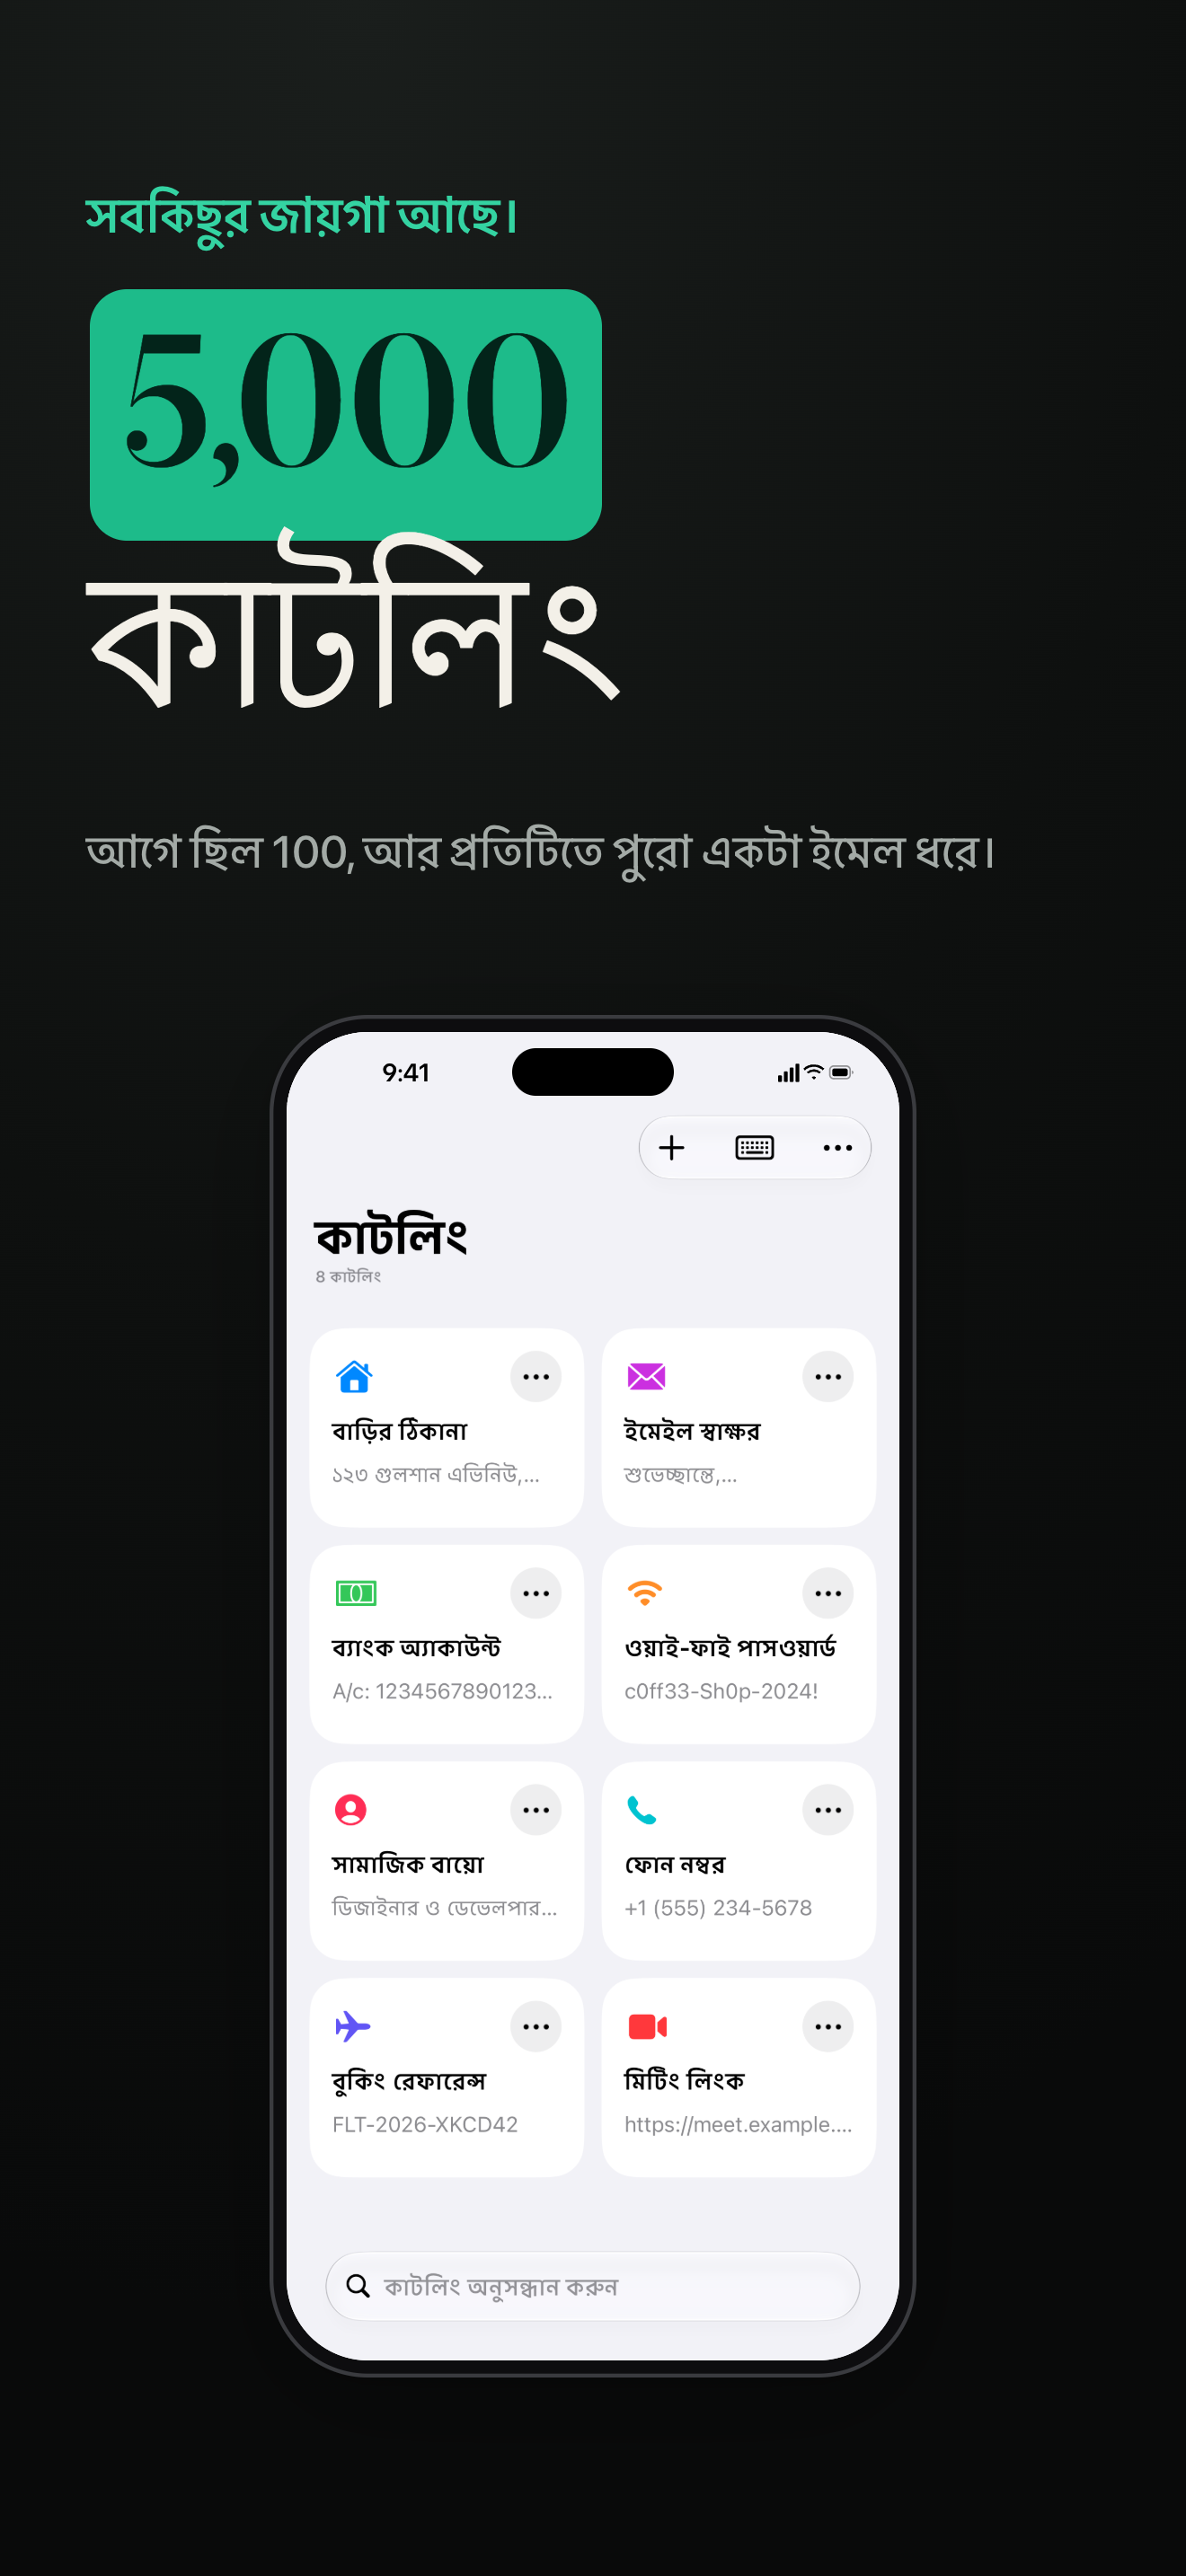 সবকিছুর জায়গা আছে।
5,000
কাটলিং
আগে ছিল 100, আর প্রতিটিতে পুরো একটা ইমেল ধরে।
9:41
কাটলিং
8 কাটলিং
বাড়ির ঠিকানা
১২৩ গুলশান এভিনিউ,...
ইমেইল স্বাক্ষর
শুভেচ্ছান্তে,...
ব্যাংক অ্যাকাউন্ট
A/c: 1234567890123...
ওয়াই-ফাই পাসওয়ার্ড
c0ff33-Sh0p-2024!
সামাজিক বায়ো
ডিজাইনার ও ডেভেলপার...
ফোন নম্বর
+1 (555) 234-5678
বুকিং রেফারেন্স
FLT-2026-XKCD42
মিটিং লিংক
https://meet.example....
কাটলিং অনুসন্ধান করুন